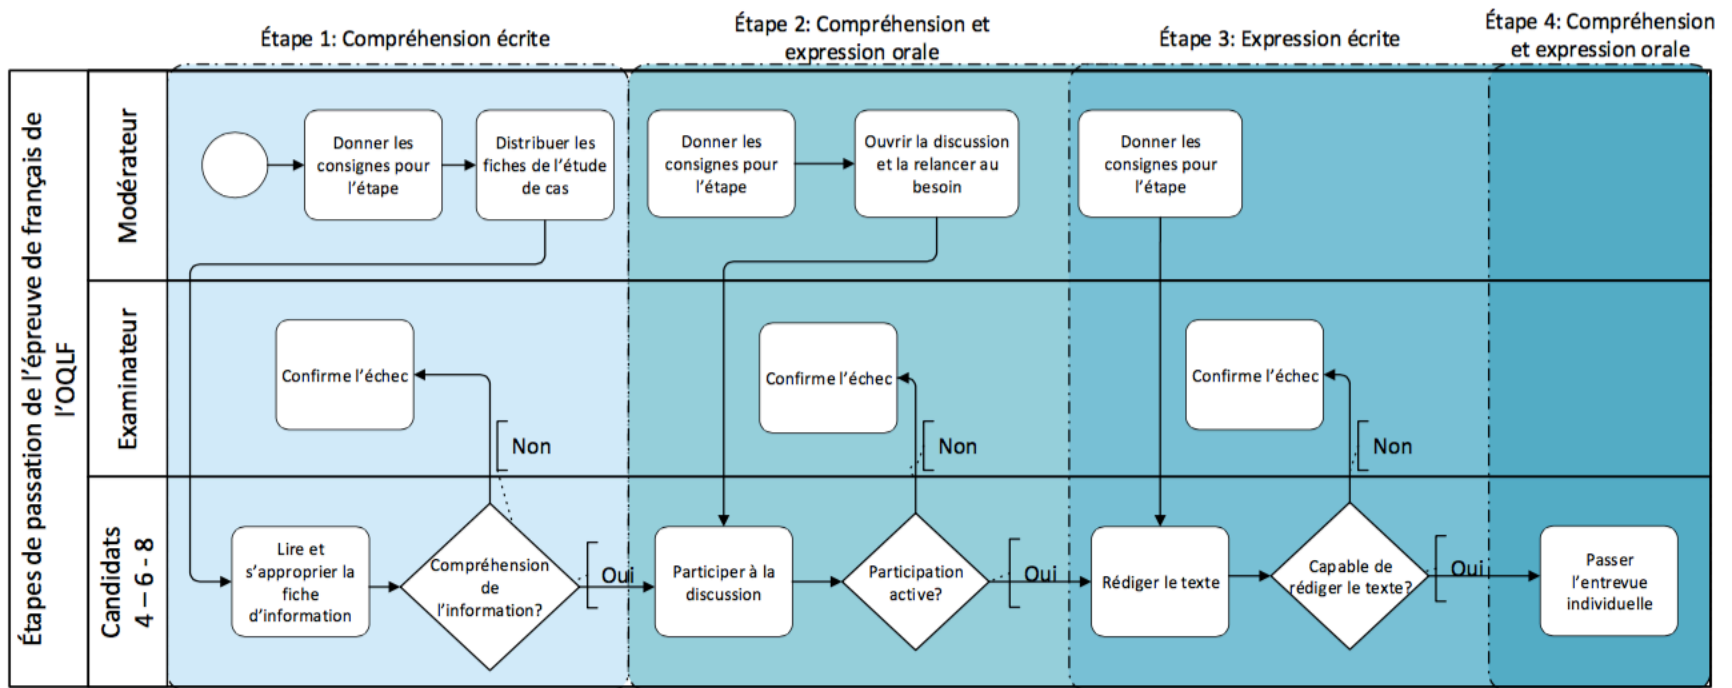 Étape 1: Compréhension écrite
Étape 2: Compréhension et
expression orale
Étape 3: Expression écrite
Étape 4: Compréhension
et expression orale
Étapes de passation de l'épreuve de français de
l'OQLF
Modérateur
Donner les
consignes pour
l'étape
Distribuer les
fiches de l'étude
de cas
Donner les
consignes pour
l'étape
Ouvrir la discussion
et la relancer au
besoin
Donner les
consignes pour
l'étape
Examinateur
Confirme l'échec
Non
Confirme l'échec
Non
Confirme l'échec
Non
Candidats
4 – 6 - 8
Lire et
s'approprier la
fiche
d'information
Compréhension
de
l'information?
Oui
Participer à la
discussion
Participation
active?
Oui
Rédiger le texte
Capable de
rédiger le texte?
Oui
Passer
l'entrevue
individuelle